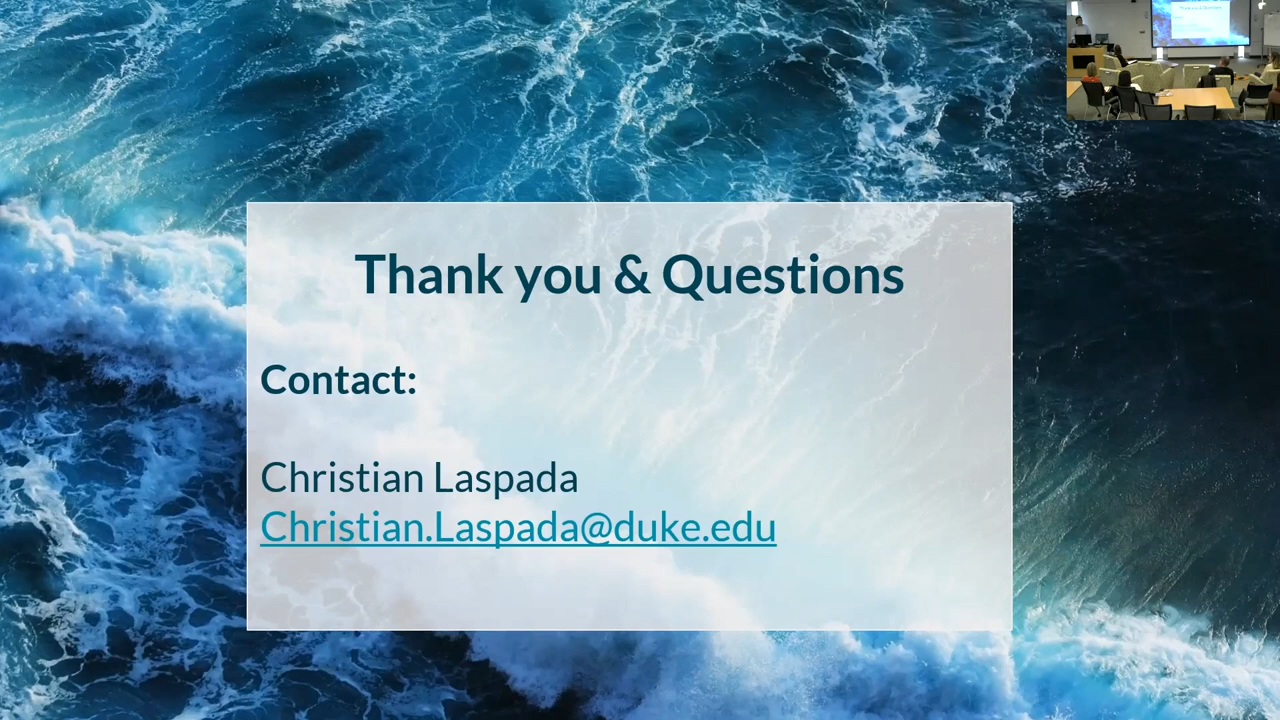 Thank you & Questions
Contact:
Christian Laspada
Christian.Laspada@duke.edu